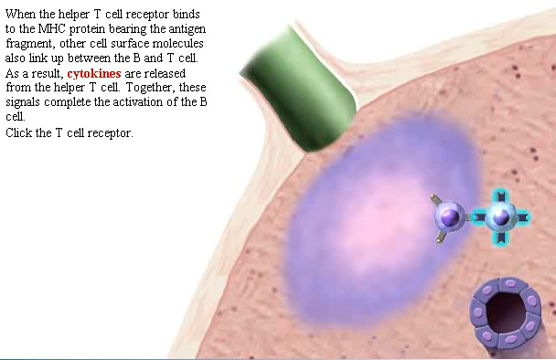 When the helper T cell receptor binds
to the MHC protein bearing the antigen
fragment, other cell surface molecules
also link up between the B and T cell.
As a result, cytokines are released
from the helper T cell. Together, these
signals complete the activation of the B
cell.
Click the T cell receptor.